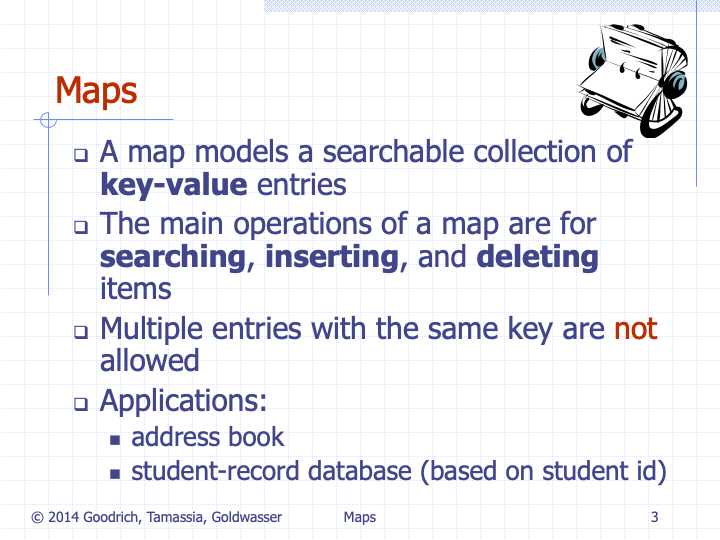 Maps
❑ A map models a searchable collection of
key-value entries
❑ The main operations of a map are for
searching, inserting, and deleting
items
❑ Multiple entries with the same key are not
allowed
❑ Applications:
■ address book
■ student-record database (based on student id)
© 2014 Goodrich, Tamassia, Goldwasser Maps 3